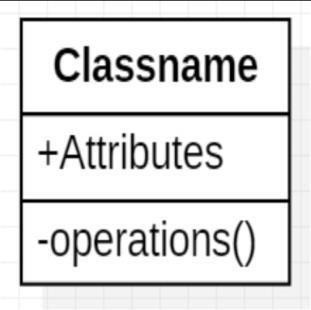 Classname
+Attributes
-operations()